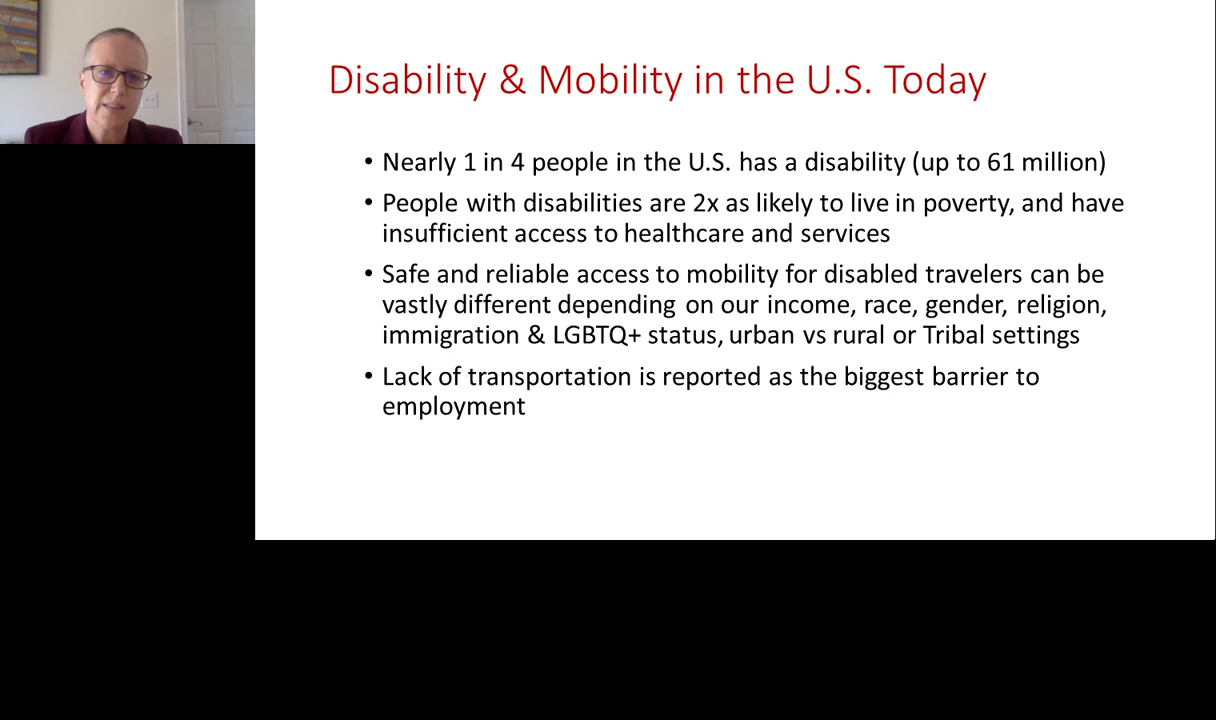 Disability & Mobility in the U.S. Today
• Nearly 1 in 4 people in the U.S. has a disability (up to 61 million)
• People with disabilities are 2x as likely to live in poverty, and have
insufficient access to healthcare and services
• Safe and reliable access to mobility for disabled travelers can be
vastly different depending on our income, race, gender, religion,
immigration & LGBTQ+ status, urban vs rural or Tribal settings
• Lack of transportation is reported as the biggest barrier to
employment